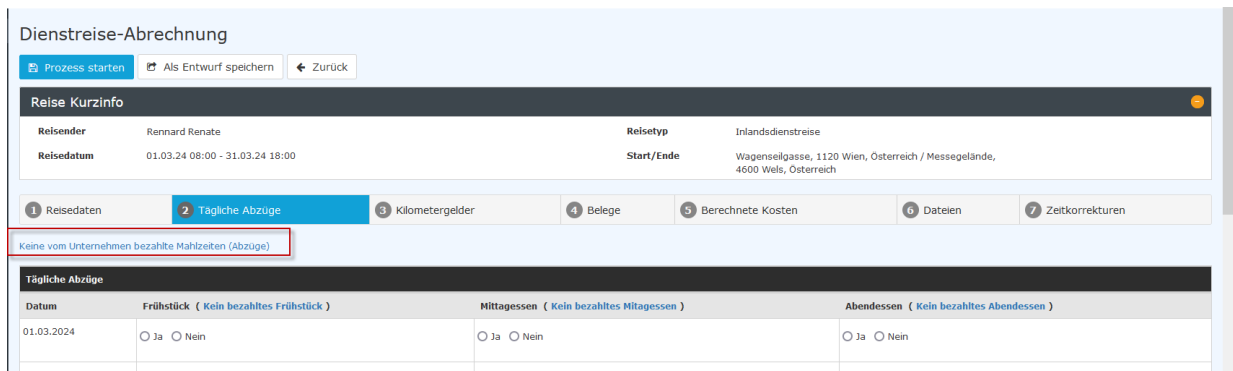 Dienstreise-Abrechnung
Prozess starten Als Entwurf speichern Zurück
Reise Kurzinfo
Reisender Rennard Renate Reisetyp Inlandsdienstreise
Reisedatum 01.03.24 08:00 - 31.03.24 18:00 Start/Ende Wagenseilgasse, 1120 Wien, Österreich / Messegelände,
4600 Wels, Österreich
1 Reisedaten 2 Tägliche Abzüge 3 Kilometergelder 4 Belege 5 Berechnete Kosten 6 Dateien 7 Zeitkorrekturen
Keine vom Unternehmen bezahlte Mahlzeiten (Abzüge)
Tägliche Abzüge
Datum Frühstück ( Kein bezahltes Frühstück ) Mittagessen ( Kein bezahltes Mitagessen ) Abendessen ( Kein bezahltes Abendessen )
01.03.2024 Ja Nein Ja Nein Ja Nein